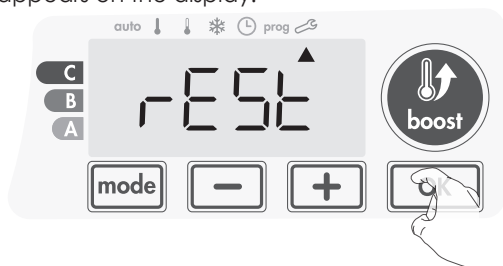 appears on the display.
auto prog
C
B
A
rESt
boost
mode - + OK